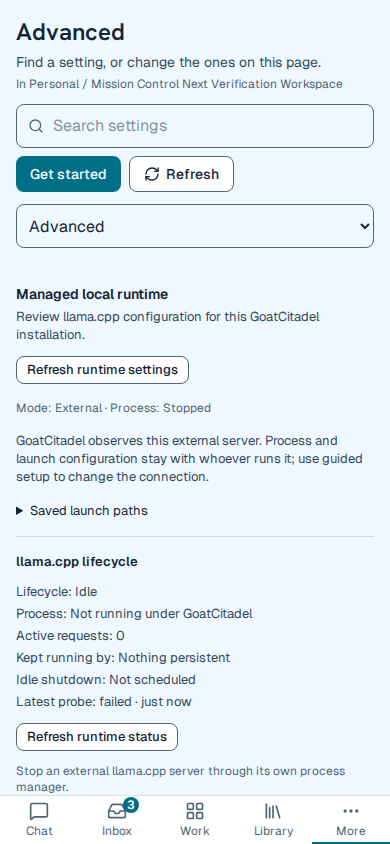 Advanced
Find a setting, or change the ones on this page.
In Personal / Mission Control Next Verification Workspace
Search settings
Get started
Refresh
Advanced
Managed local runtime
Review llama.cpp configuration for this GoatCitadel
installation.
Refresh runtime settings
Mode: External · Process: Stopped
GoatCitadel observes this external server. Process and
launch configuration stay with whoever runs it; use guided
setup to change the connection.
Saved launch paths
llama.cpp lifecycle
Lifecycle: Idle
Process: Not running under GoatCitadel
Active requests: 0
Kept running by: Nothing persistent
Idle shutdown: Not scheduled
Latest probe: failed · just now
Refresh runtime status
Stop an external llama.cpp server through its own process
manager.
3
Chat
Inbox
Work
Library
More